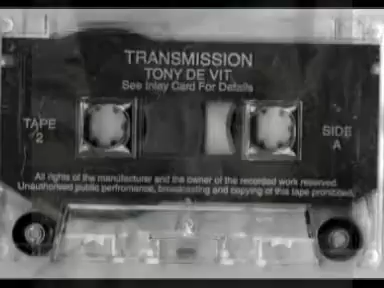 TRANSMISSION
TONY DE VIT
See Inlay Card For Details
TAPE
2
SIDE
A
All rights of the manufacturer and the owner of the recorded work reserved.
Unauthorised public perfromance, broadcasting and copying of this tape prohibited.